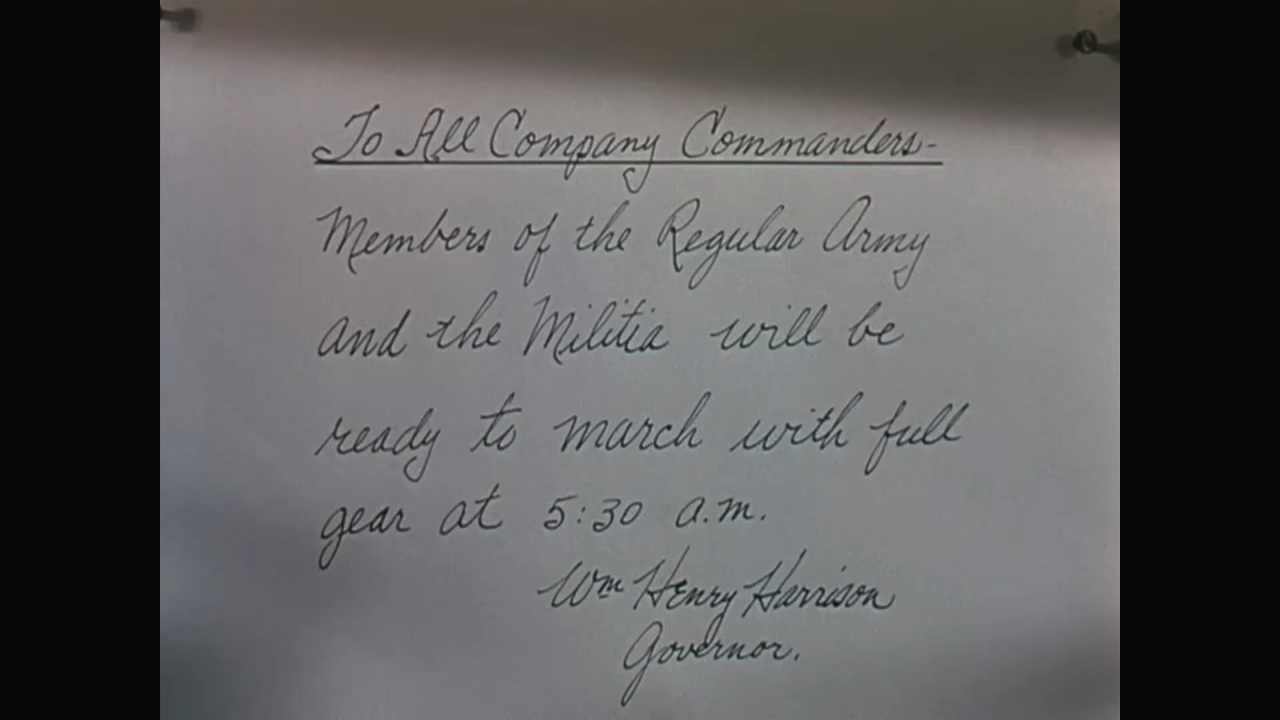 To All Company Commanders-
Members of the Regular Army
and the Militia will be
ready to march with full
gear at 5:30 a.m.
Wm Henry Harrison
Governor.